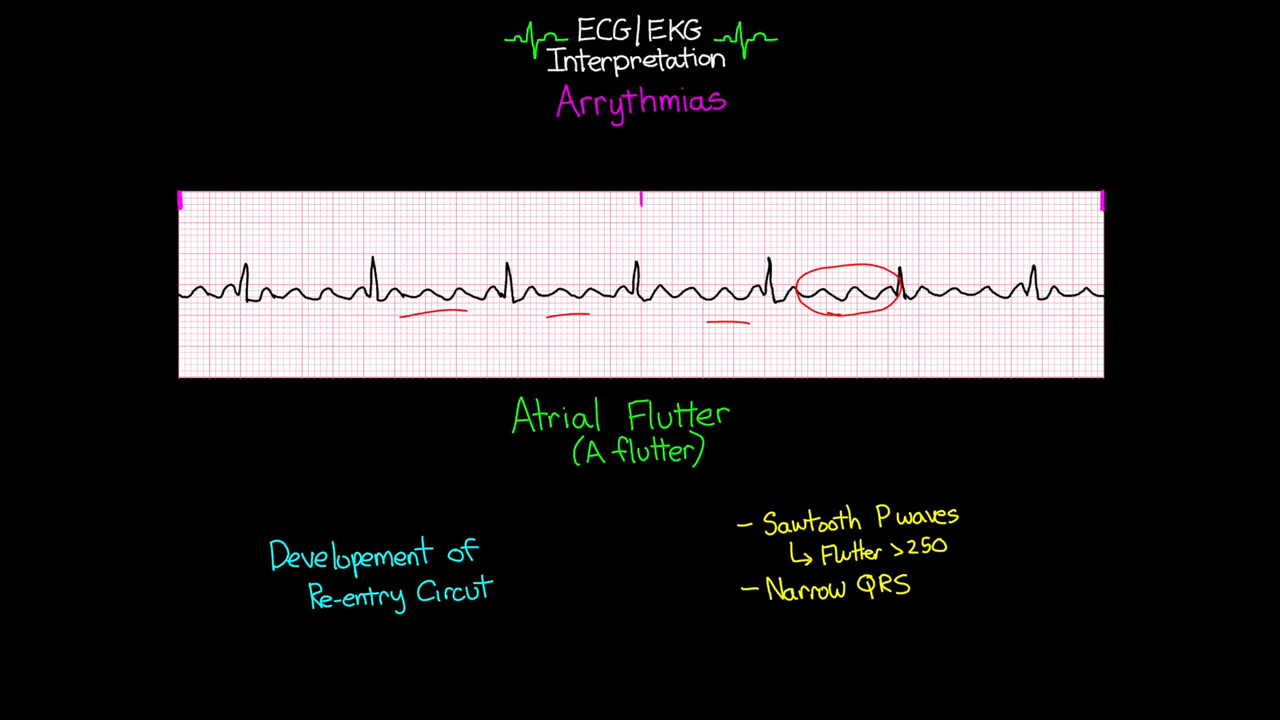 ECG/EKG
Interpretation
Arrythmias
Atrial Flutter
(A flutter)
Developement of
Re-entry Circut
- Sawtooth P waves
↳ Flutter >250
- Narrow QRS